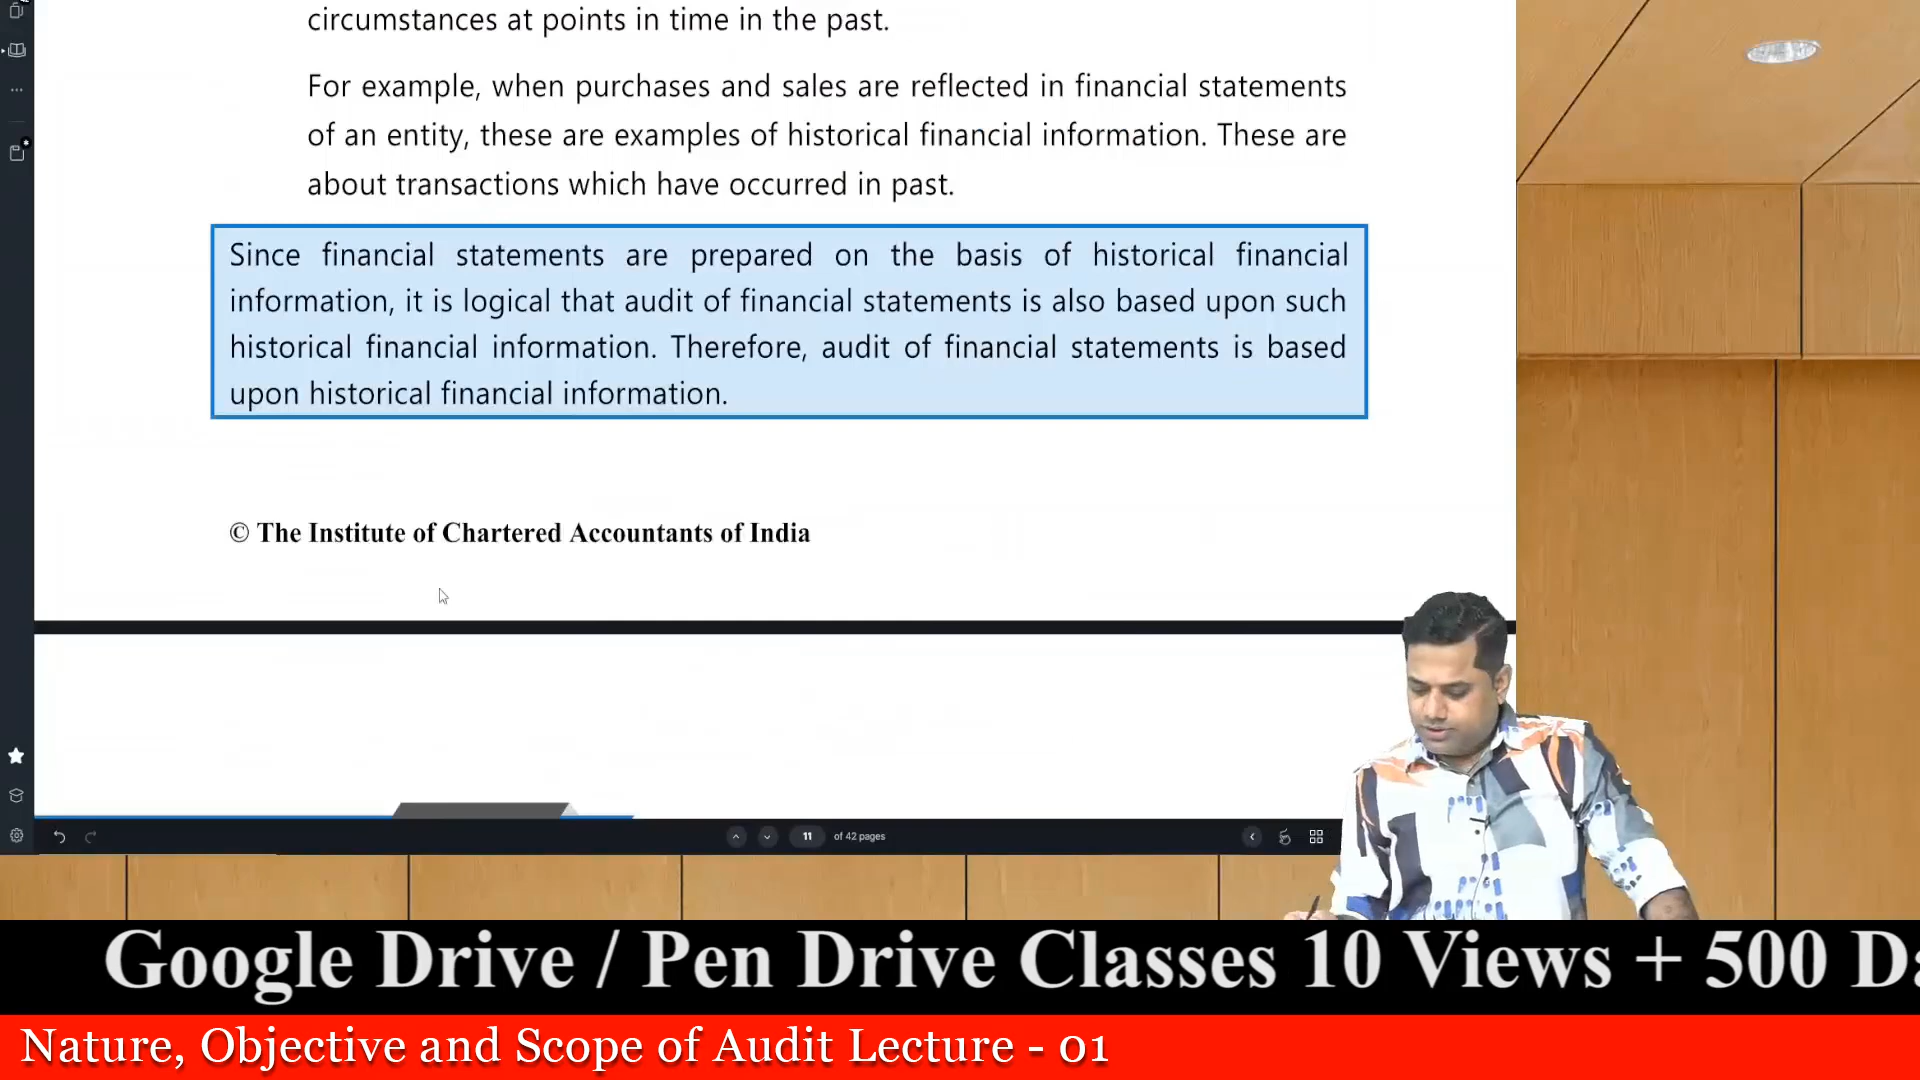 circumstances at points in time in the past.
For example, when purchases and sales are reflected in financial statements
of an entity, these are examples of historical financial information. These are
about transactions which have occurred in past.
Since financial statements are prepared on the basis of historical financial
information, it is logical that audit of financial statements is also based upon such
historical financial information. Therefore, audit of financial statements is based
upon historical financial information.
© The Institute of Chartered Accountants of India
11 of 42 pages
Google Drive / Pen Drive Classes 10 Views + 500 Da
Nature, Objective and Scope of Audit Lecture - 01